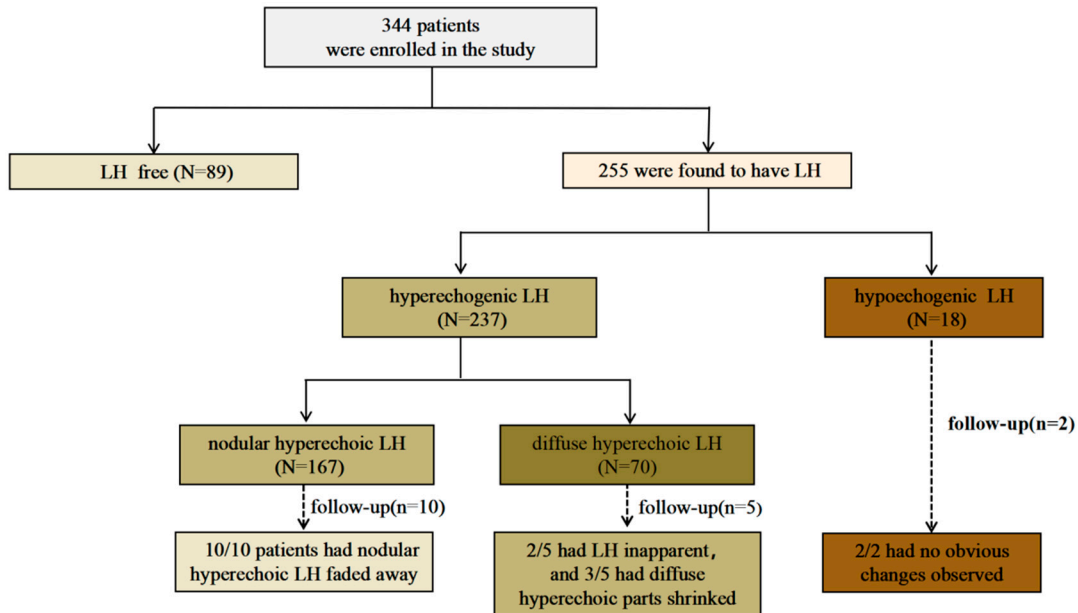 344 patients
were enrolled in the study
LH free (N=89)
255 were found to have LH
hyperechogenic LH
(N=237)
hypoechogenic LH
(N=18)
nodular hyperechoic LH
(N=167)
diffuse hyperechoic LH
(N=70)
follow-up(n=2)
follow-up(n=10)
follow-up(n=5)
10/10 patients had nodular
hyperechoic LH faded away
2/5 had LH inapparent,
and 3/5 had diffuse
hyperechoic parts shrinked
2/2 had no obvious
changes observed